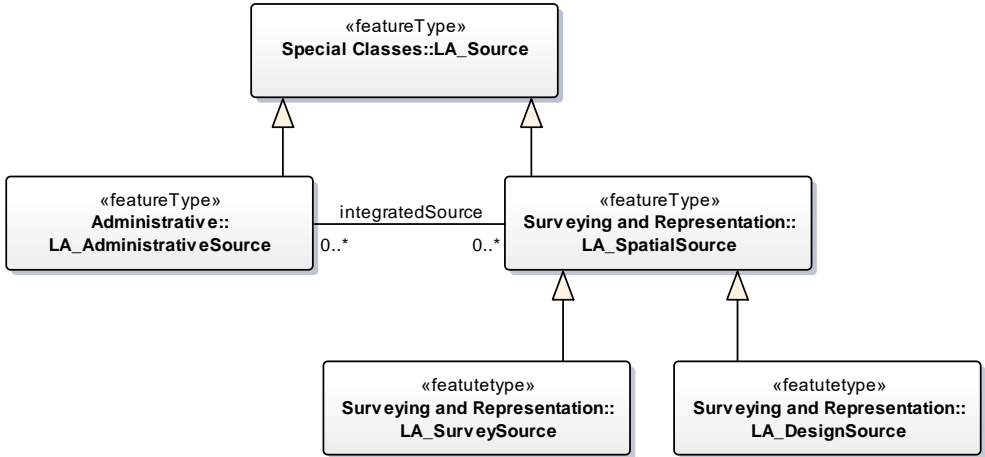 «featureType»
Special Classes::LA_Source
«featureType»
Administrative::
LA_AdministrativeSource
integratedSource
0..*
0..*
«featureType»
Surveying and Representation::
LA_SpatialSource
«featutetype»
Surveying and Representation::
LA_SurveySource
«featutetype»
Surveying and Representation::
LA_DesignSource